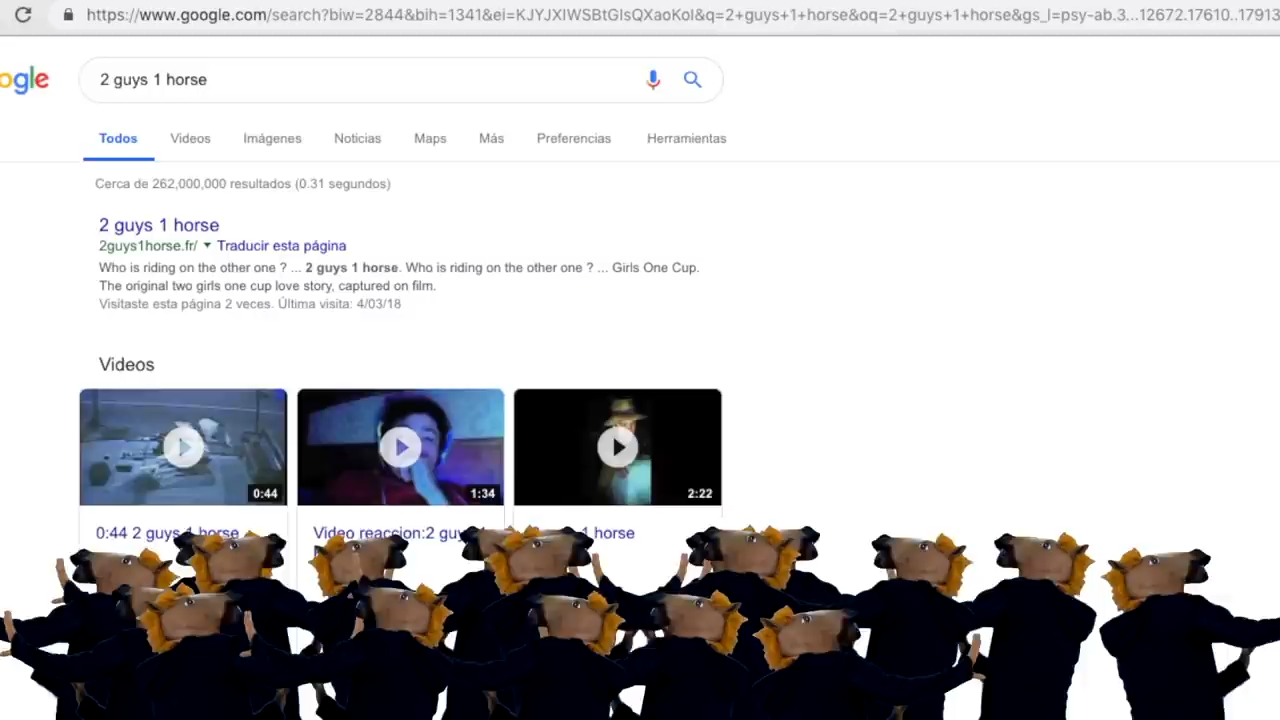 https://www.google.com/search?biw=2844&bih=1341&ei=KJYJXIWSBtGIsQXaoKoI&q=2+guys+1+horse&oq=2+guys+1+horse&gs_l=psy-ab.3...12672.17610..17913
ogle
2 guys 1 horse
Todos Videos Imágenes Noticias Maps Más Preferencias Herramientas
Cerca de 262,000,000 resultados (0.31 segundos)
2 guys 1 horse
2guys1horse.fr/ Traducir esta página
Who is riding on the other one ? ... 2 guys 1 horse. Who is riding on the other one ? ... Girls One Cup.
The original two girls one cup love story, captured on film.
Visitaste esta página 2 veces. Última visita: 4/03/18
Videos
0:44 1:34 2:22
0:44 2 guys 1 horse Video reaccion:2 guy 1 horse